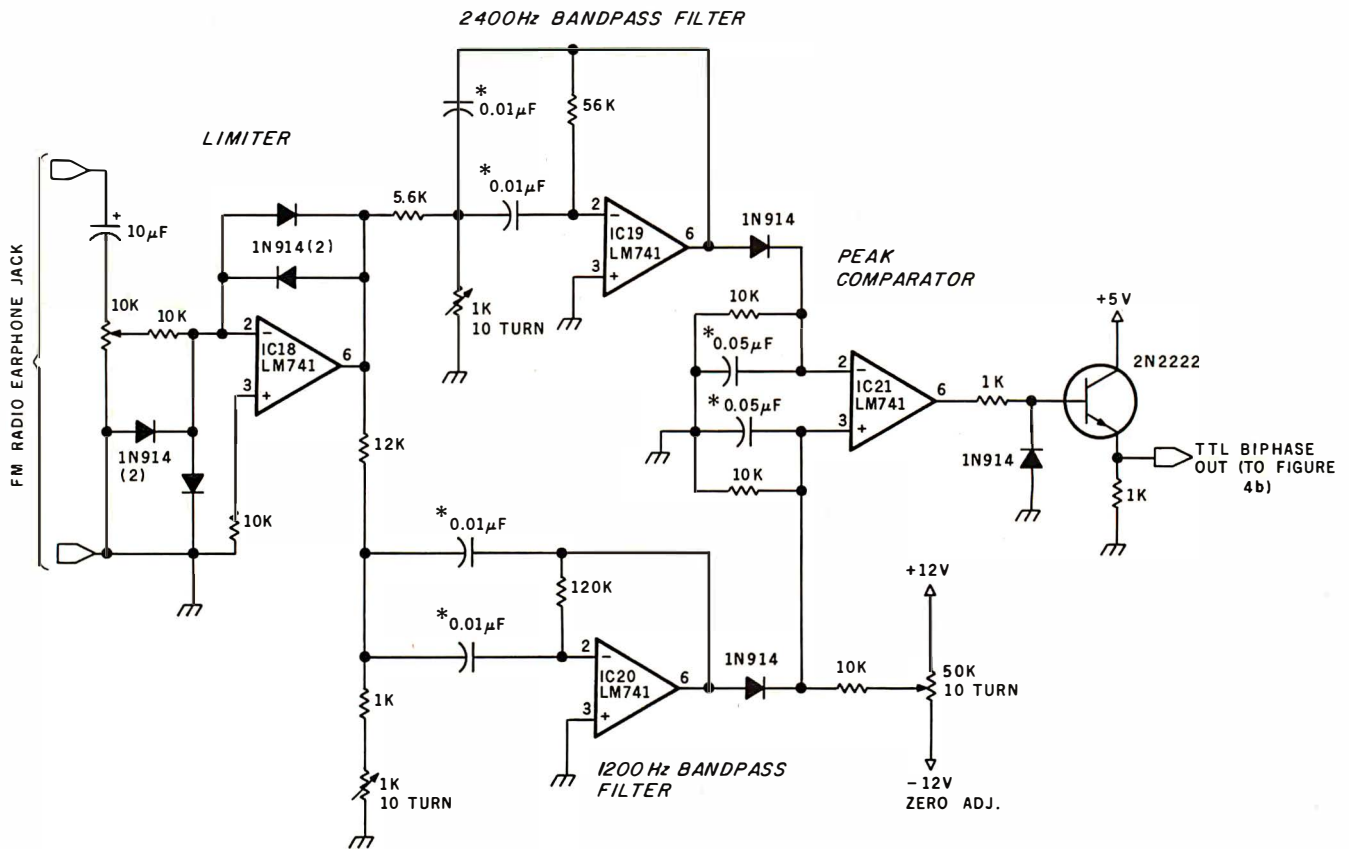 2400Hz BANDPASS FILTER
*
0.01µF
56K
LIMITER
*
0.01µF
5.6K
+
10µF
1N914(2)
2
-
IC19
LM741
6
3
+
1N914
PEAK
COMPARATOR
FM RADIO EARPHONE JACK
10K
10K
1K
10 TURN
10K
+5V
2
-
IC18
LM741
6
3
+
*0.05µF
2
-
IC21
LM741
6
3
+
1K
2N2222
*0.05µF
1N914
(2)
12K
10K
1N914
TTL BIPHASE
OUT (TO FIGURE
4b)
1K
10K
*0.01µF
120K
+12V
*0.01µF
2
-
IC20
LM741
6
3
+
1N914
10K
50K
10 TURN
1K
1K
10 TURN
1200Hz BANDPASS
FILTER
-12V
ZERO ADJ.